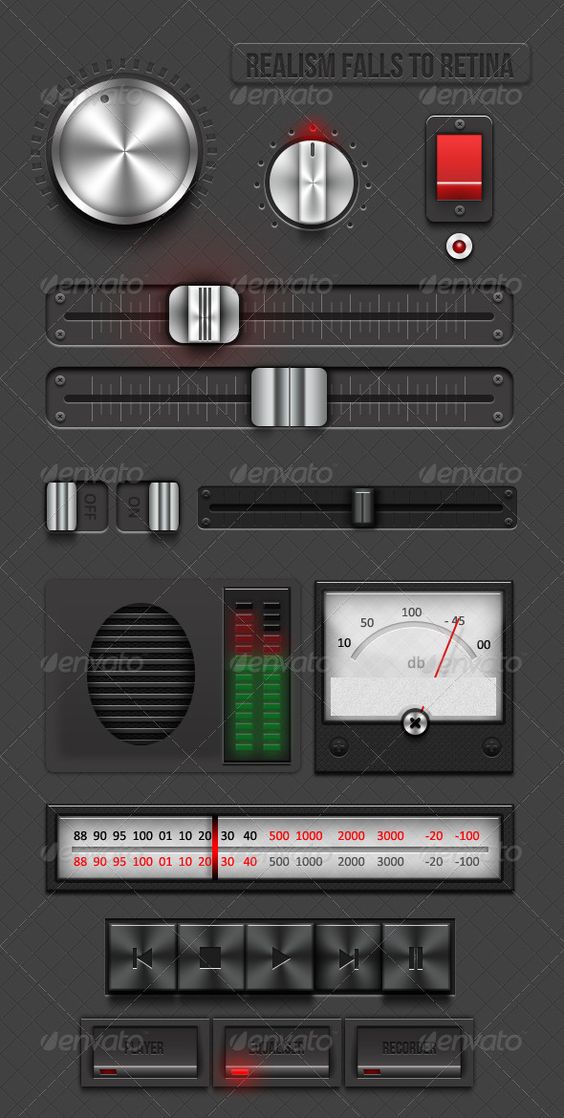 REALISM FALLS TO RETINA
envato envato envato
envato envato envato
envato envato envato
OFF ON
100
50 - 45
10 00
db
envato envato envato
88 90 95 100 01 10 20 30 40 500 1000 2000 3000 -20 -100
envato envato envato
88 90 95 100 01 10 20 30 40 500 1000 2000 3000 -20 -100
envato envato envato
PLAYER EQUALISER RECORDER